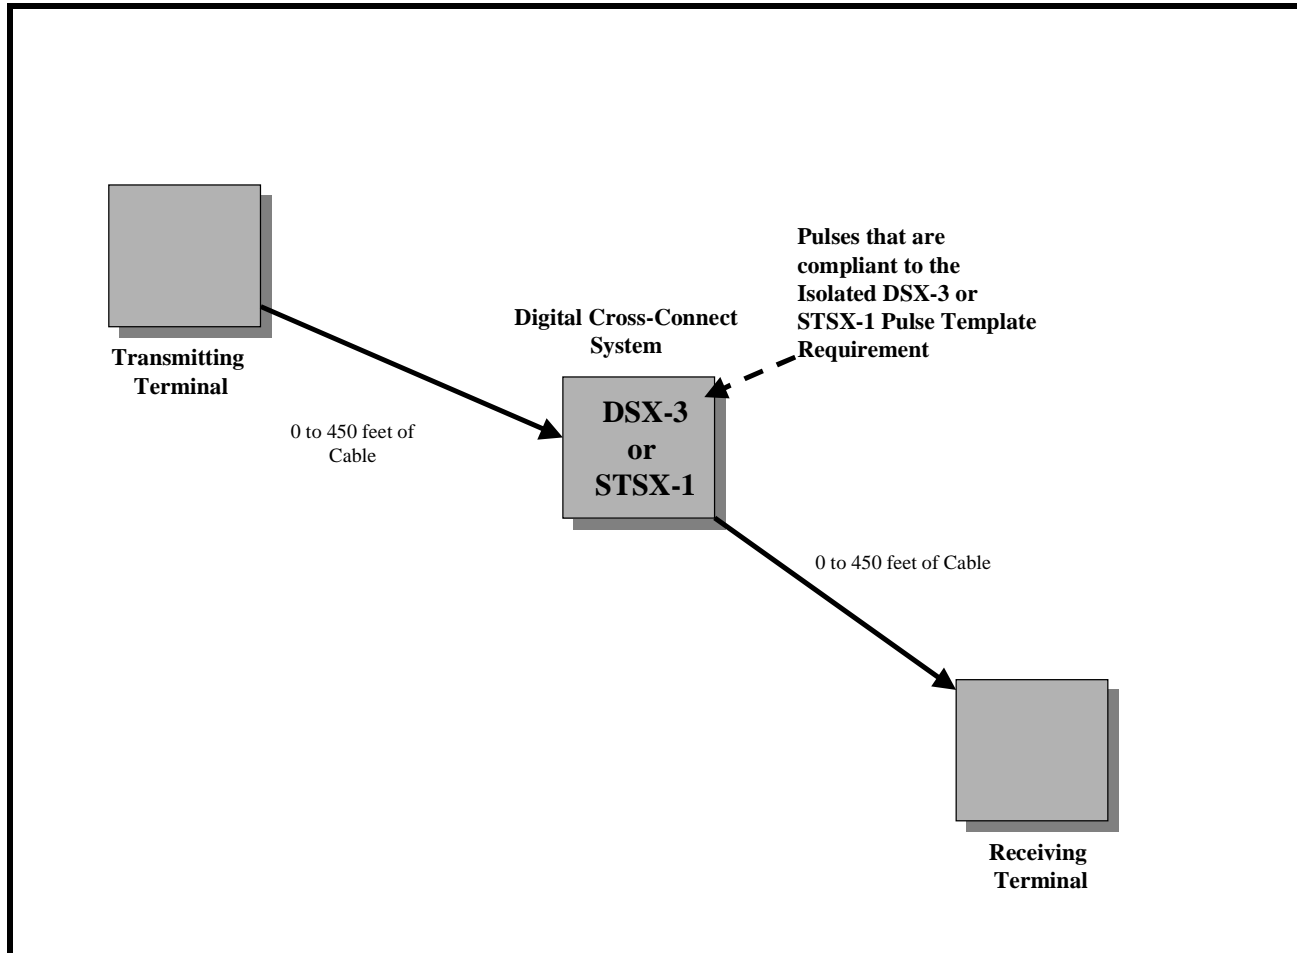 Transmitting
Terminal
0 to 450 feet of
Cable
Digital Cross-Connect
System
DSX-3
or
STSX-1
Pulses that are
compliant to the
Isolated DSX-3 or
STSX-1 Pulse Template
Requirement
0 to 450 feet of Cable
Receiving
Terminal